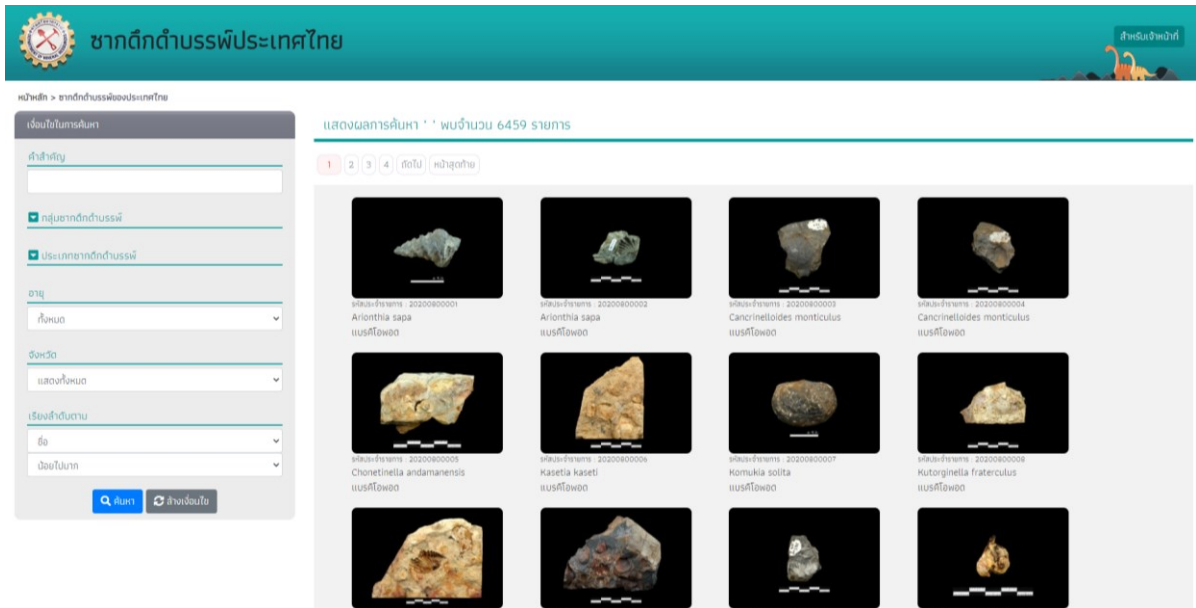 ซากดึกดำบรรพ์ประเทศไทย
สำหรับเจ้าหน้าที่
หน้าหลัก > ซากดึกดำบรรพ์ของประเทศไทย
เงื่อนไขในการค้นหา
คำสำคัญ
กลุ่มซากดึกดำบรรพ์
ประเภทซากดึกดำบรรพ์
อายุ
ทั้งหมด
จังหวัด
แสดงทั้งหมด
เรียงลำดับตาม
ชื่อ
น้อยไปมาก
ค้นหา ล้างเงื่อนไข
แสดงผลการค้นหา ' ' พบจำนวน 6459 รายการ
1 2 3 4 ถัดไป หน้าสุดท้าย
รหัสประจำรายการ : 20200800001
Arionthia sapa
แบรคิโอพอด
รหัสประจำรายการ : 20200800002
Arionthia sapa
แบรคิโอพอด
รหัสประจำรายการ : 20200800003
Cancrinelloides monticulus
แบรคิโอพอด
รหัสประจำรายการ : 20200800004
Cancrinelloides monticulus
แบรคิโอพอด
รหัสประจำรายการ : 20200800005
Chonetinella andamanensis
แบรคิโอพอด
รหัสประจำรายการ : 20200800006
Kasetia kaseti
แบรคิโอพอด
รหัสประจำรายการ : 20200800007
Komukia solita
แบรคิโอพอด
รหัสประจำรายการ : 20200800008
Kutorginella fraterculus
แบรคิโอพอด